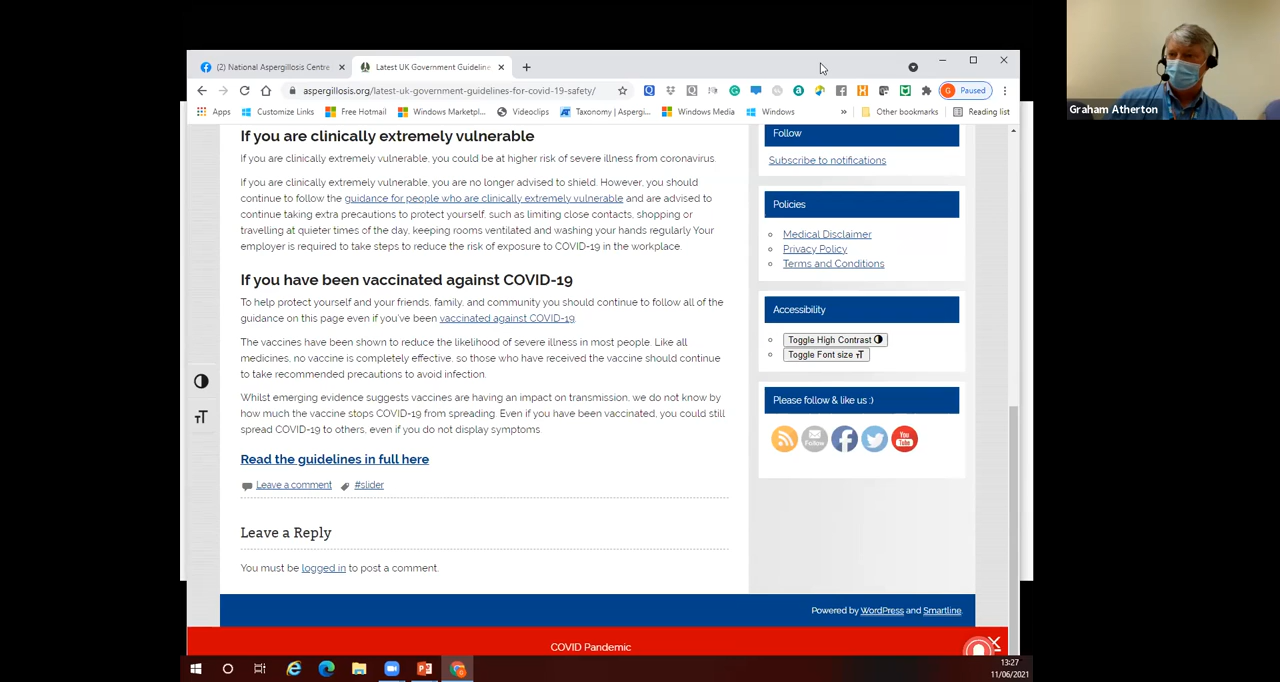 (2) National Aspergillosis Centre
Latest UK Government Guideline
aspergillosis.org/latest-uk-government-guidelines-for-covid-19-safety/
G
Paused
Apps
Customize Links
Free Hotmail
Windows Marketpl...
Videoclips
Taxonomy | Aspergi...
Windows Media
Windows
»
Other bookmarks
Reading list
If you are clinically extremely vulnerable
If you are clinically extremely vulnerable, you could be at higher risk of severe illness from coronavirus.
If you are clinically extremely vulnerable, you are no longer advised to shield. However, you should
continue to follow the guidance for people who are clinically extremely vulnerable and are advised to
continue taking extra precautions to protect yourself, such as limiting close contacts, shopping or
travelling at quieter times of the day, keeping rooms ventilated and washing your hands regularly Your
employer is required to take steps to reduce the risk of exposure to COVID-19 in the workplace.
If you have been vaccinated against COVID-19
To help protect yourself and your friends, family, and community you should continue to follow all of the
guidance on this page even if you've been vaccinated against COVID-19.
The vaccines have been shown to reduce the likelihood of severe illness in most people. Like all
medicines, no vaccine is completely effective, so those who have received the vaccine should continue
to take recommended precautions to avoid infection.
Whilst emerging evidence suggests vaccines are having an impact on transmission, we do not know by
how much the vaccine stops COVID-19 from spreading. Even if you have been vaccinated, you could still
spread COVID-19 to others, even if you do not display symptoms
Read the guidelines in full here
Leave a comment
#slider
Leave a Reply
You must be logged in to post a comment.
Follow
Subscribe to notifications
Policies
Medical Disclaimer
Privacy Policy
Terms and Conditions
Accessibility
Toggle High Contrast
Toggle Font size
Please follow & like us :)
Follow
You Tube
Powered by WordPress and Smartline.
COVID Pandemic
13:27
11/06/2021
Graham Atherton